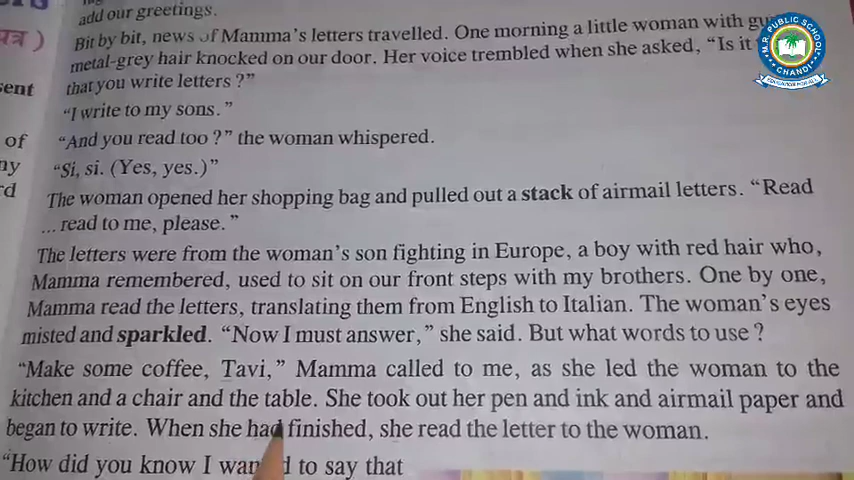 add our greetings.
Bit by bit, news of Mamma's letters travelled. One morning a little woman with
metal-grey hair knocked on our door. Her voice trembled when she asked, "Is it
that you write letters ?"
"I write to my sons."
"And you read too ?" the woman whispered.
"Si, si. (Yes, yes.)"
The woman opened her shopping bag and pulled out a stack of airmail letters. "Read
... read to me, please."
The letters were from the woman's son fighting in Europe, a boy with red hair who,
Mamma remembered, used to sit on our front steps with my brothers. One by one,
Mamma read the letters, translating them from English to Italian. The woman's eyes
misted and sparkled. "Now I must answer," she said. But what words to use ?
"Make some coffee, Tavi," Mamma called to me, as she led the woman to the
kitchen and a chair and the table. She took out her pen and ink and airmail paper and
began to write. When she had finished, she read the letter to the woman.
"How did you know I to say that
पत्र )
sent
of
M.R. PUBLIC SCHOOL
CHANDI